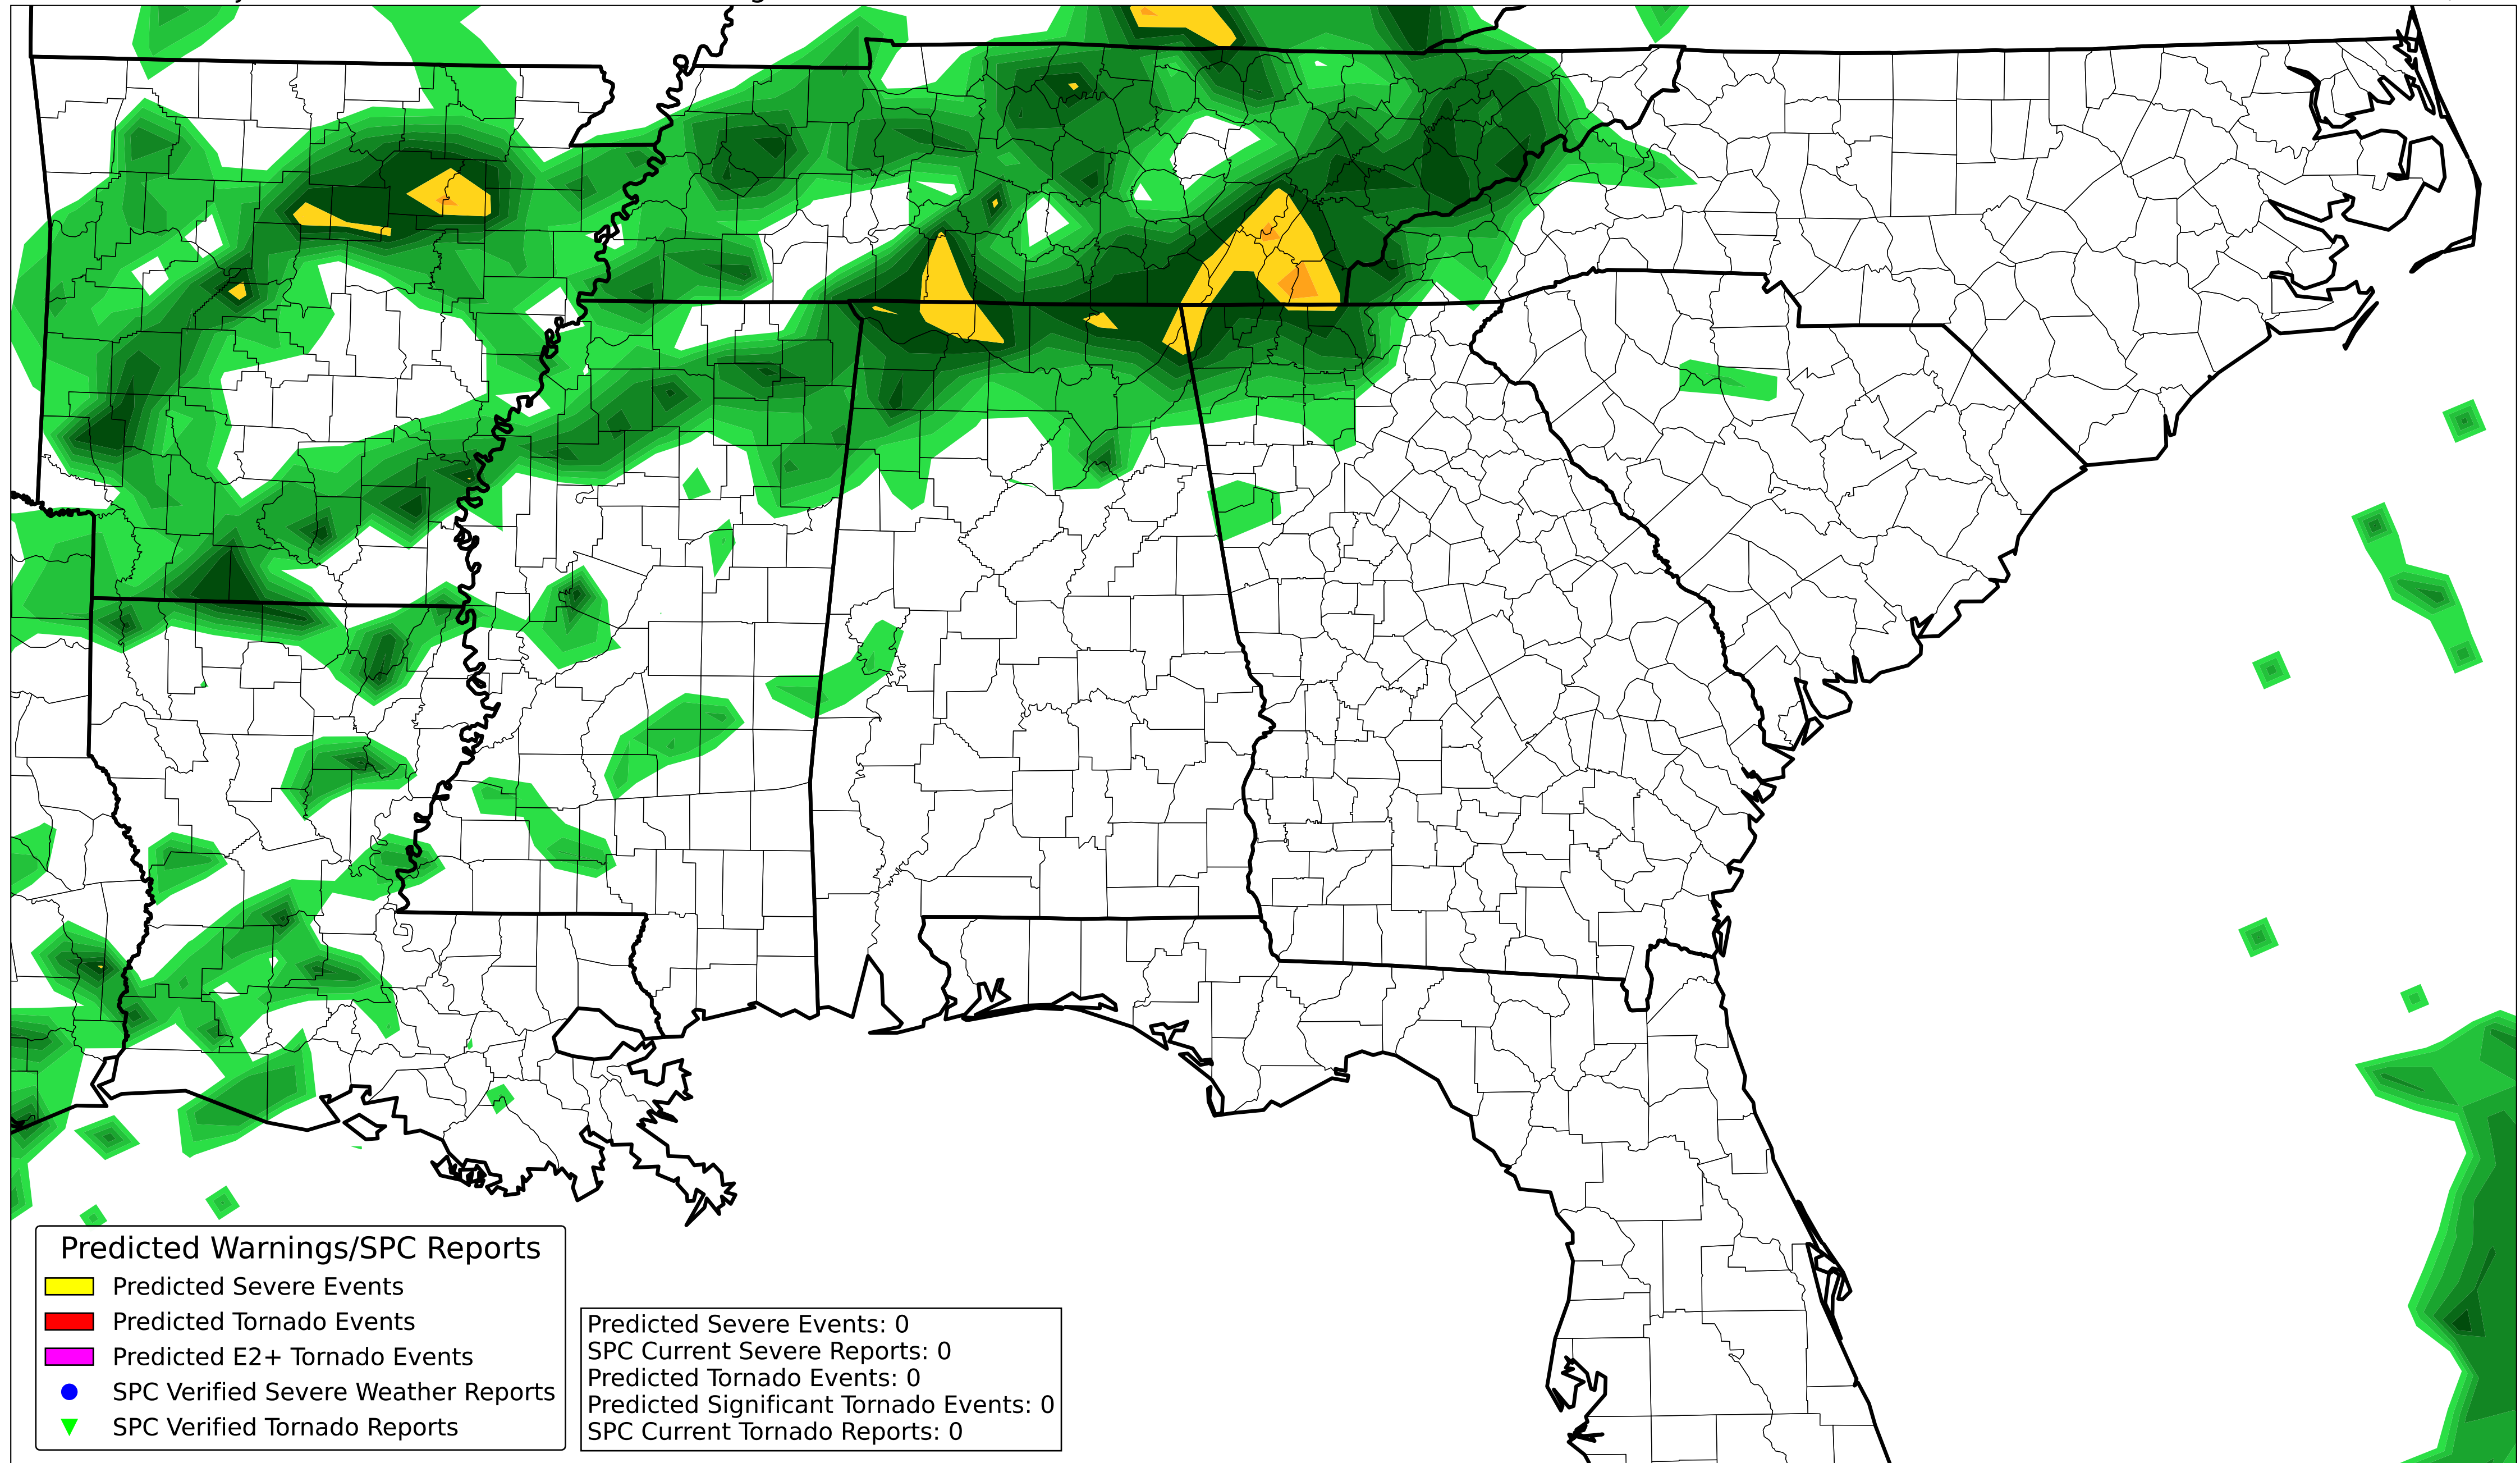 Predicted Warnings/SPC Reports
Predicted Severe Events
Predicted Tornado Events
Predicted E2+ Tornado Events
SPC Verified Severe Weather Reports
SPC Verified Tornado Reports
Predicted Severe Events: 0
SPC Current Severe Reports: 0
Predicted Tornado Events: 0
Predicted Significant Tornado Events: 0
SPC Current Tornado Reports: 0